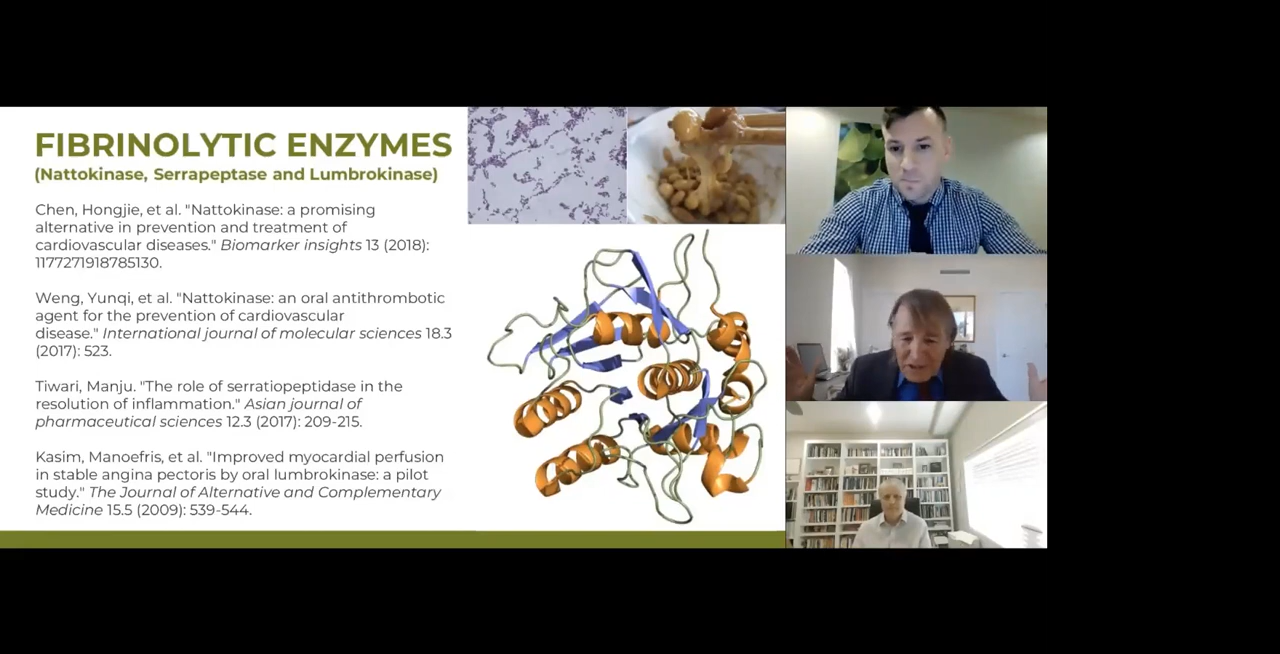 FIBRINOLYTIC ENZYMES
(Nattokinase, Serrapeptase and Lumbrokinase)
Chen, Hongjie, et al. "Nattokinase: a promising
alternative in prevention and treatment of
cardiovascular diseases." Biomarker insights 13 (2018):
1177271918785130.
Weng, Yunqi, et al. "Nattokinase: an oral antithrombotic
agent for the prevention of cardiovascular
disease." International journal of molecular sciences 18.3
(2017): 523.
Tiwari, Manju. "The role of serratiopeptidase in the
resolution of inflammation." Asian journal of
pharmaceutical sciences 12.3 (2017): 209-215.
Kasim, Manoefris, et al. "Improved myocardial perfusion
in stable angina pectoris by oral lumbrokinase: a pilot
study." The Journal of Alternative and Complementary
Medicine 15.5 (2009): 539-544.